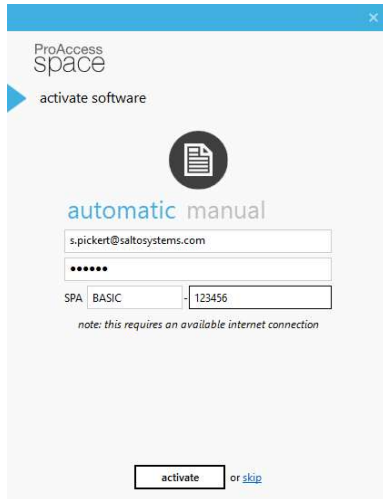 ProAccess
space
activate software
automatic manual
s.pickert@saltosystems.com
••••••
SPA BASIC - 123456
note: this requires an available internet connection
activate or skip